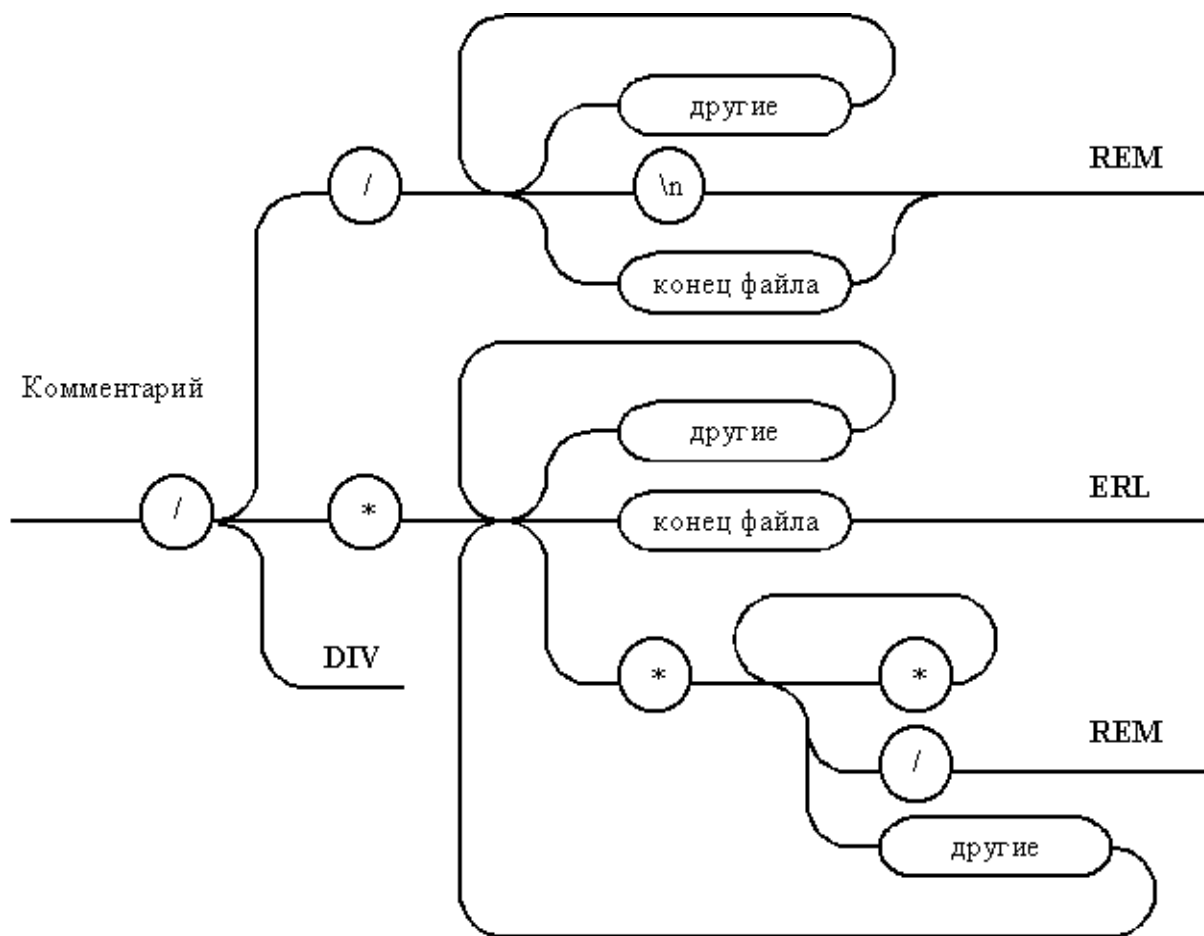 другие
REM
/
\n
конец файла
Комментарий
другие
ERL
/
*
конец файла
DIV
*
*
REM
/
другие